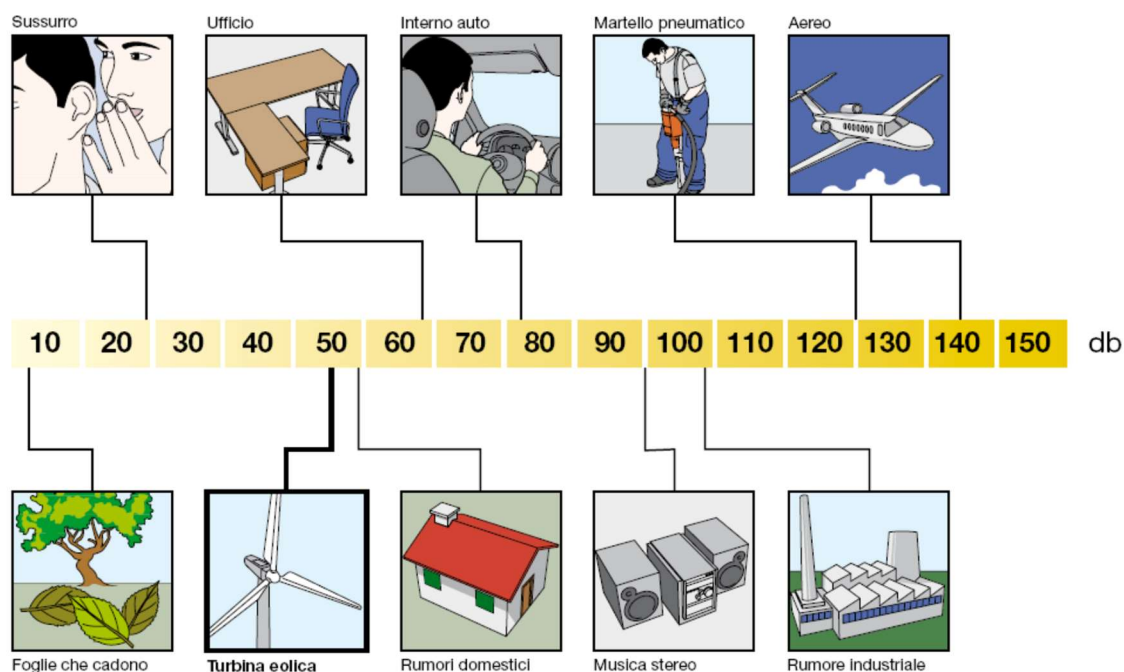 Sussurro
Ufficio
Interno auto
Martello pneumatico
Aereo
10 20 30 40 50 60 70 80 90 100 110 120 130 140 150 db
Foglie che cadono
Turbina eolica
Rumori domestici
Musica stereo
Rumore industriale